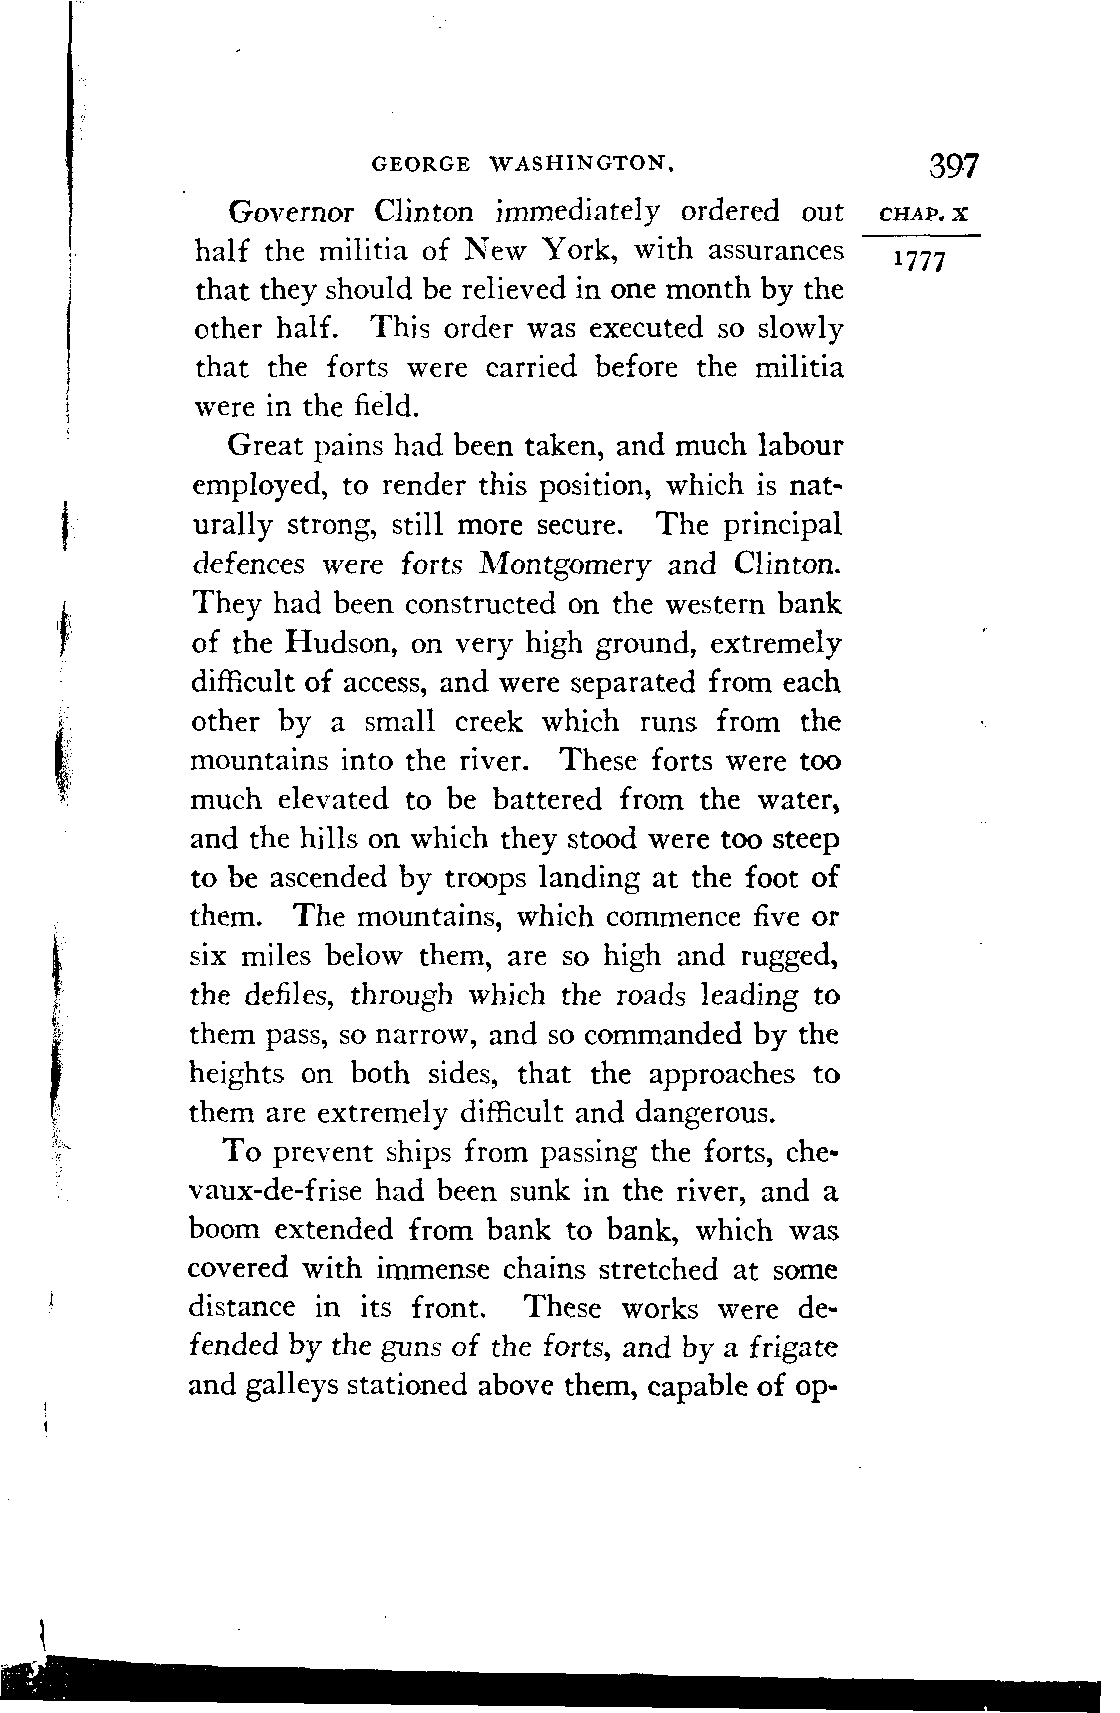 GEORGE WASHINGTON. 397
Governor Clinton immediately ordered out CHAP. X
half the militia of New York, with assurances 1777
that they should be relieved in one month by the
other half. This order was executed so slowly
that the forts were carried before the militia
were in the field.
Great pains had been taken, and much labour
employed, to render this position, which is nat-
urally strong, still more secure. The principal
defences were forts Montgomery and Clinton.
They had been constructed on the western bank
of the Hudson, on very high ground, extremely
difficult of access, and were separated from each
other by a small creek which runs from the
mountains into the river. These forts were too
much elevated to be battered from the water,
and the hills on which they stood were too steep
to be ascended by troops landing at the foot of
them. The mountains, which commence five or
six miles below them, are so high and rugged,
the defiles, through which the roads leading to
them pass, so narrow, and so commanded by the
heights on both sides, that the approaches to
them are extremely difficult and dangerous.
To prevent ships from passing the forts, che-
vaux-de-frise had been sunk in the river, and a
boom extended from bank to bank, which was
covered with immense chains stretched at some
distance in its front. These works were de-
fended by the guns of the forts, and by a frigate
and galleys stationed above them, capable of op-